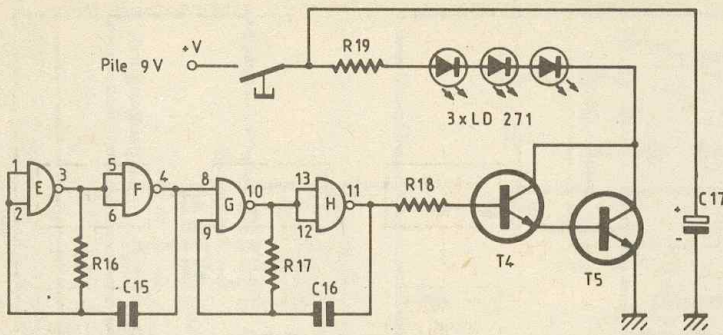 +V
Pile 9V
R19
3xLD 271
1
2
E
3
5
6
F
4
8
9
G
10
13
12
H
11
R18
T4
T5
C17
+
-
R16
C15
R17
C16